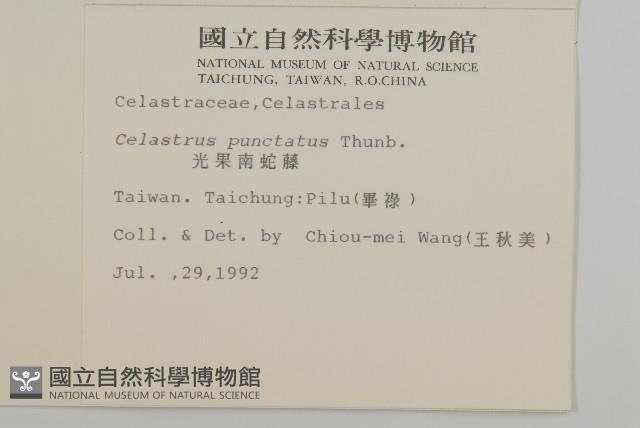 國立自然科學博物館
NATIONAL MUSEUM OF NATURAL SCIENCE
TAICHUNG, TAIWAN, R.O.CHINA
Celastraceae,Celastrales
Celastrus punctatus Thunb.
光果南蛇藤
Taiwan. Taichung:Pilu(畢祿)
Coll. & Det. by Chiou-mei Wang(王秋美)
Jul. ,29,1992
國立自然科學博物館
NATIONAL MUSEUM OF NATURAL SCIENCE